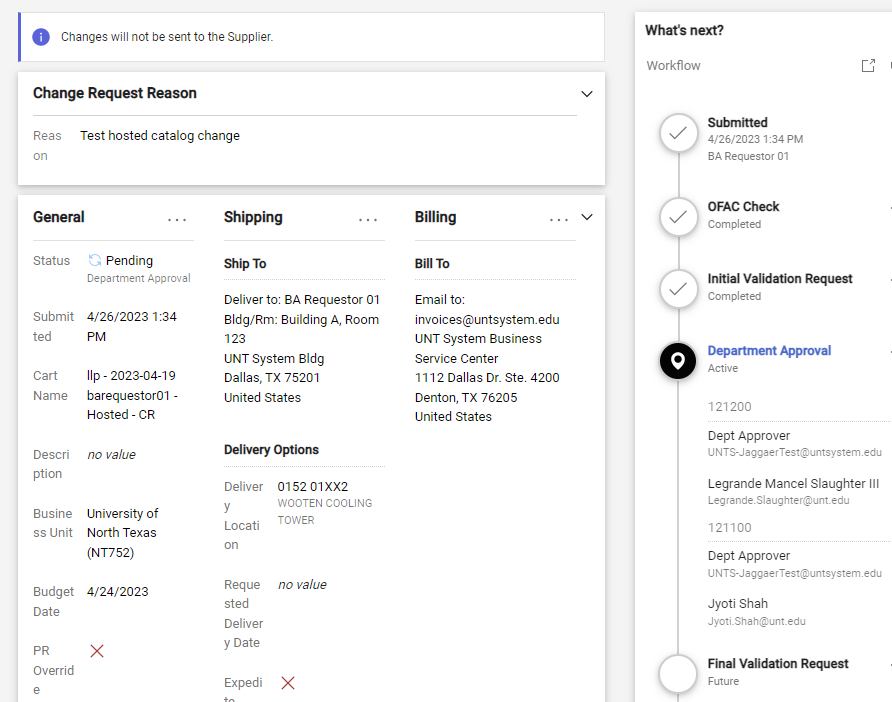 Changes will not be sent to the Supplier.
Change Request Reason
Reas
on
Test hosted catalog change
General
...
Status
Pending
Department Approval
Submit
ted
4/26/2023 1:34
PM
Cart
Name
llp - 2023-04-19
barequestor01 -
Hosted - CR
Descri
ption
no value
Busine
ss Unit
University of
North Texas
(NT752)
Budget
Date
4/24/2023
PR
Overrid
e
Shipping
...
Ship To
Deliver to: BA Requestor 01
Bldg/Rm: Building A, Room
123
UNT System Bldg
Dallas, TX 75201
United States
Delivery Options
Deliver
y
Locati
on
0152 01XX2
WOOTEN COOLING
TOWER
Reque
sted
Deliver
y Date
no value
Expedi
te
Billing
...
Bill To
Email to:
invoices@untsystem.edu
UNT System Business
Service Center
1112 Dallas Dr. Ste. 4200
Denton, TX 76205
United States
What's next?
Workflow
Submitted
4/26/2023 1:34 PM
BA Requestor 01
OFAC Check
Completed
Initial Validation Request
Completed
Department Approval
Active
121200
Dept Approver
UNTS-JaggaerTest@untsystem.edu
Legrande Mancel Slaughter III
Legrande.Slaughter@unt.edu
121100
Dept Approver
UNTS-JaggaerTest@untsystem.edu
Jyoti Shah
Jyoti.Shah@unt.edu
Final Validation Request
Future